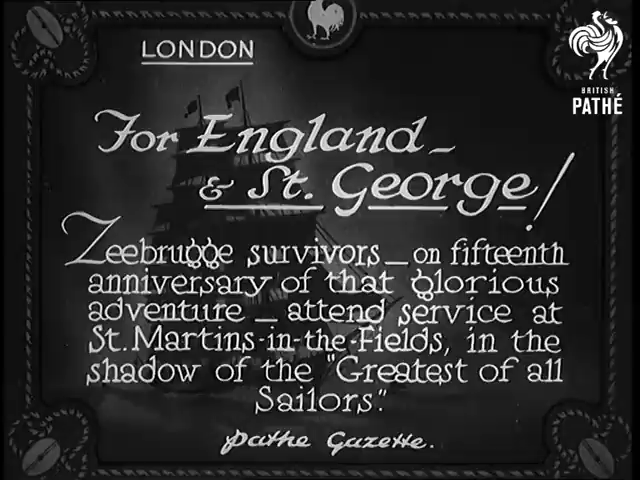 LONDON
BRITISH
PATHÉ
For England –
& St. George!
Zeebrugge survivors – on fifteenth
anniversary of that glorious
adventure – attend service at
St. Martins-in-the-Fields, in the
shadow of the "Greatest of all
Sailors".
Pathe Gazette.